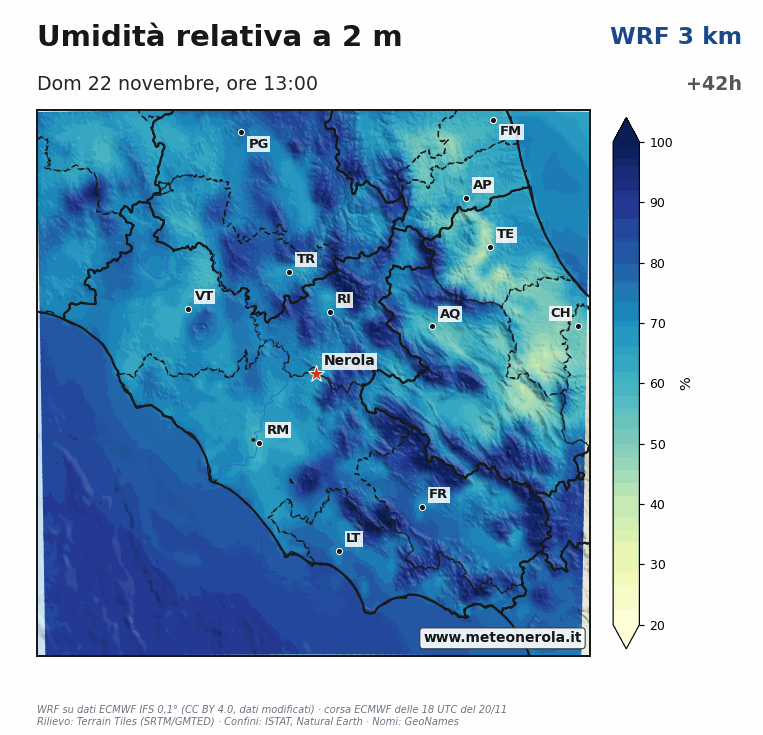 Umidità relativa a 2 m
WRF 3 km
Dom 22 novembre, ore 13:00
+42h
FM
PG
AP
TE
TR
VT
RI
AQ
CH
Nerola
RM
FR
LT
www.meteonerola.it
100
90
80
70
60
50
40
30
20
%
WRF su dati ECMWF IFS 0,1° (CC BY 4.0, dati modificati) · corsa ECMWF delle 18 UTC del 20/11
Rilievo: Terrain Tiles (SRTM/GMTED) · Confini: ISTAT, Natural Earth · Nomi: GeoNames